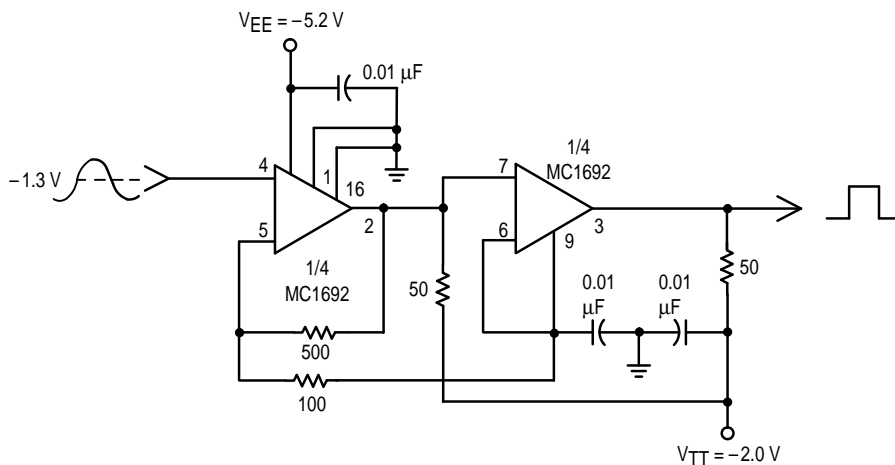 VEE = −5.2 V
0.01 µF
−1.3 V
4
1
16
5
2
1/4
MC1692
500
100
50
1/4
MC1692
7
6
9
3
0.01
µF
0.01
µF
50
VTT = −2.0 V